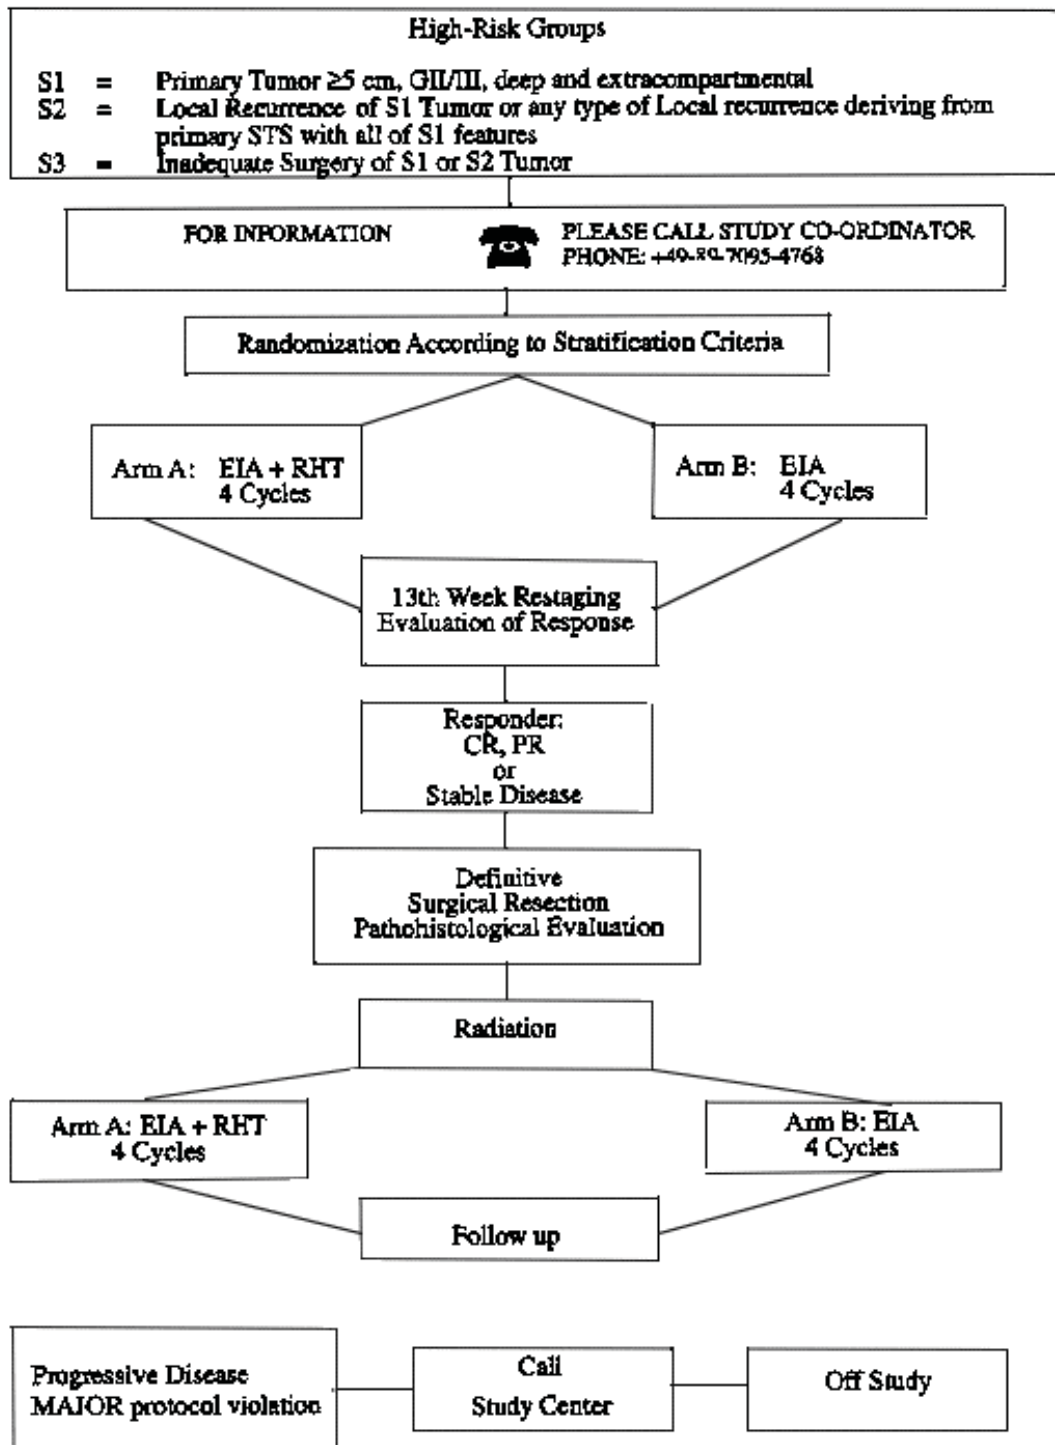 High-Risk Groups
S1 = Primary Tumor ≥5 cm, GII/III, deep and extracompartmental
S2 = Local Recurrence of S1 Tumor or any type of Local recurrence deriving from
primary STS with all of S1 features
S3 = Inadequate Surgery of S1 or S2 Tumor
FOR INFORMATION PLEASE CALL STUDY CO-ORDINATOR
PHONE: +49-89-7095-4768
Randomization According to Stratification Criteria
Arm A: EIA + RHT
4 Cycles
Arm B: EIA
4 Cycles
13th Week Restaging
Evaluation of Response
Responder:
CR, PR
or
Stable Disease
Definitive
Surgical Resection
Pathohistological Evaluation
Radiation
Arm A: EIA + RHT
4 Cycles
Arm B: EIA
4 Cycles
Follow up
Progressive Disease
MAJOR protocol violation
Call
Study Center
Off Study